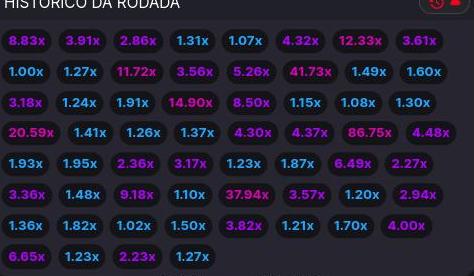 HISTÓRICO DA RODADA
8.83x 3.91x 2.86x 1.31x 1.07x 4.32x 12.33x 3.61x
1.00x 1.27x 11.72x 3.56x 5.26x 41.73x 1.49x 1.60x
3.18x 1.24x 1.91x 14.90x 8.50x 1.15x 1.08x 1.30x
20.59x 1.41x 1.26x 1.37x 4.30x 4.37x 86.75x 4.48x
1.93x 1.95x 2.36x 3.17x 1.23x 1.87x 6.49x 2.27x
3.36x 1.48x 9.18x 1.10x 37.94x 3.57x 1.20x 2.94x
1.36x 1.82x 1.02x 1.50x 3.82x 1.21x 1.70x 4.00x
6.65x 1.23x 2.23x 1.27x